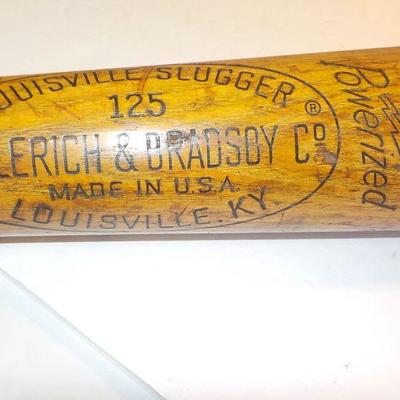 OUISVILLE SLUGGER
125
LERICH & BRADSBY Co
®
MADE IN U.S.A.
LOUISVILLE. KY.
Powerized